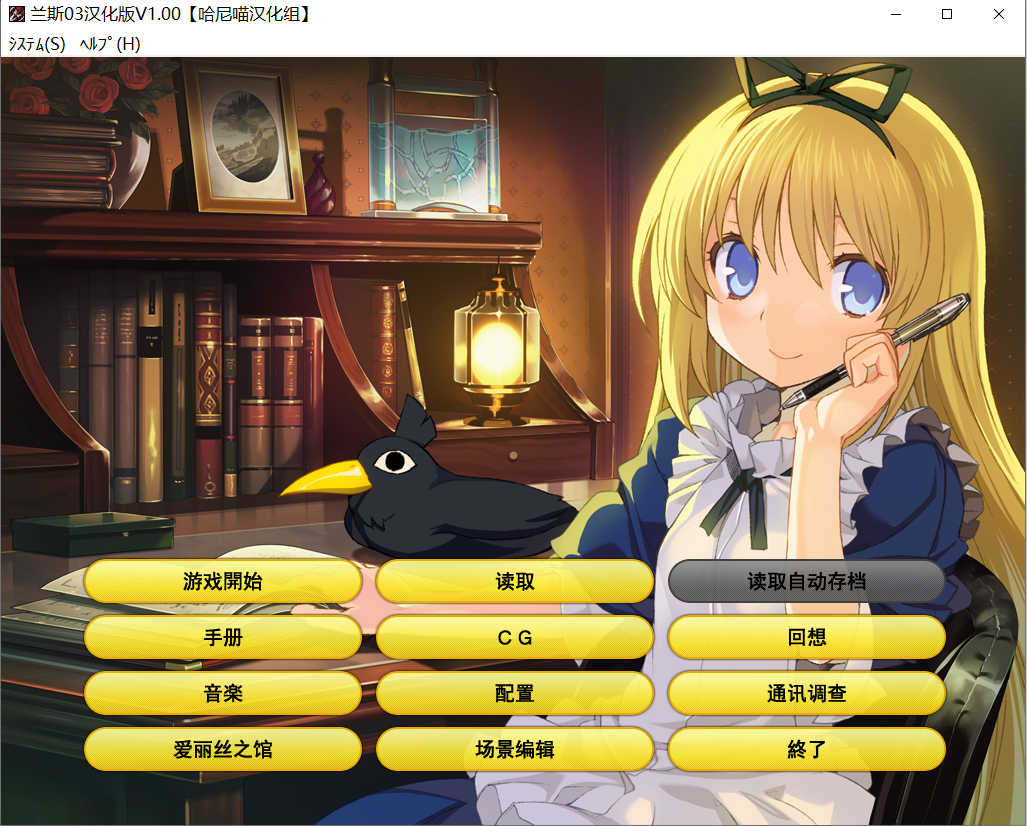 兰斯03汉化版V1.00【哈尼喵汉化组】
ｼｽﾃﾑ(S) ﾍﾙﾌﾟ(H)
游戏開始 读取 读取自动存档
手册 ＣＧ 回想
音楽 配置 通讯调查
爱丽丝之馆 场景编辑 終了